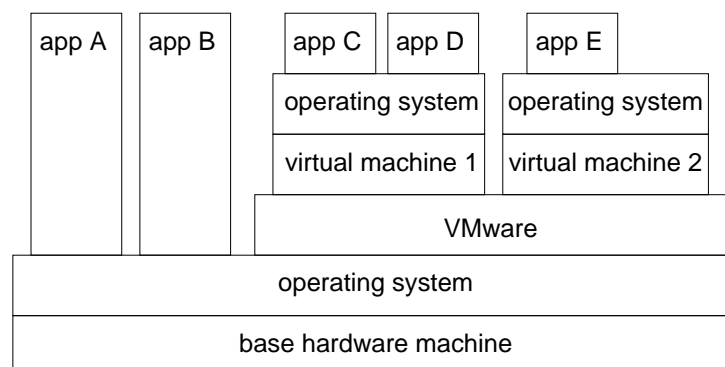 app A
app B
app C
app D
app E
operating system
operating system
virtual machine 1
virtual machine 2
VMware
operating system
base hardware machine